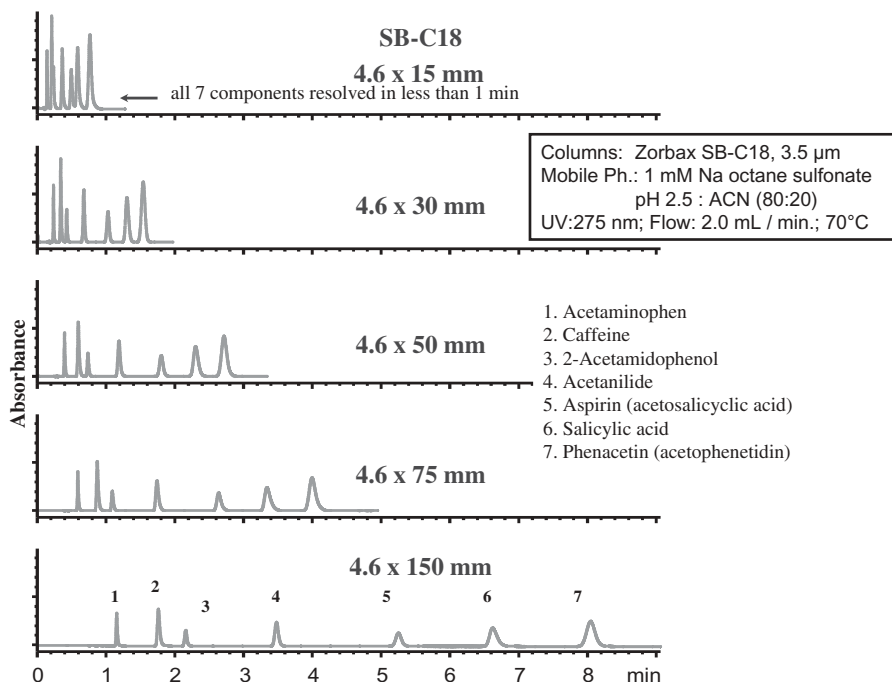 SB-C18
4.6 x 15 mm
all 7 components resolved in less than 1 min
Columns: Zorbax SB-C18, 3.5 µm
Mobile Ph.: 1 mM Na octane sulfonate
pH 2.5 : ACN (80:20)
UV:275 nm; Flow: 2.0 mL / min.; 70°C
4.6 x 30 mm
4.6 x 50 mm
1. Acetaminophen
2. Caffeine
3. 2-Acetamidophenol
4. Acetanilide
5. Aspirin (acetosalicyclic acid)
6. Salicylic acid
7. Phenacetin (acetophenetidin)
Absorbance
4.6 x 75 mm
4.6 x 150 mm
1 2 3 4 5 6 7
0 1 2 3 4 5 6 7 8 min